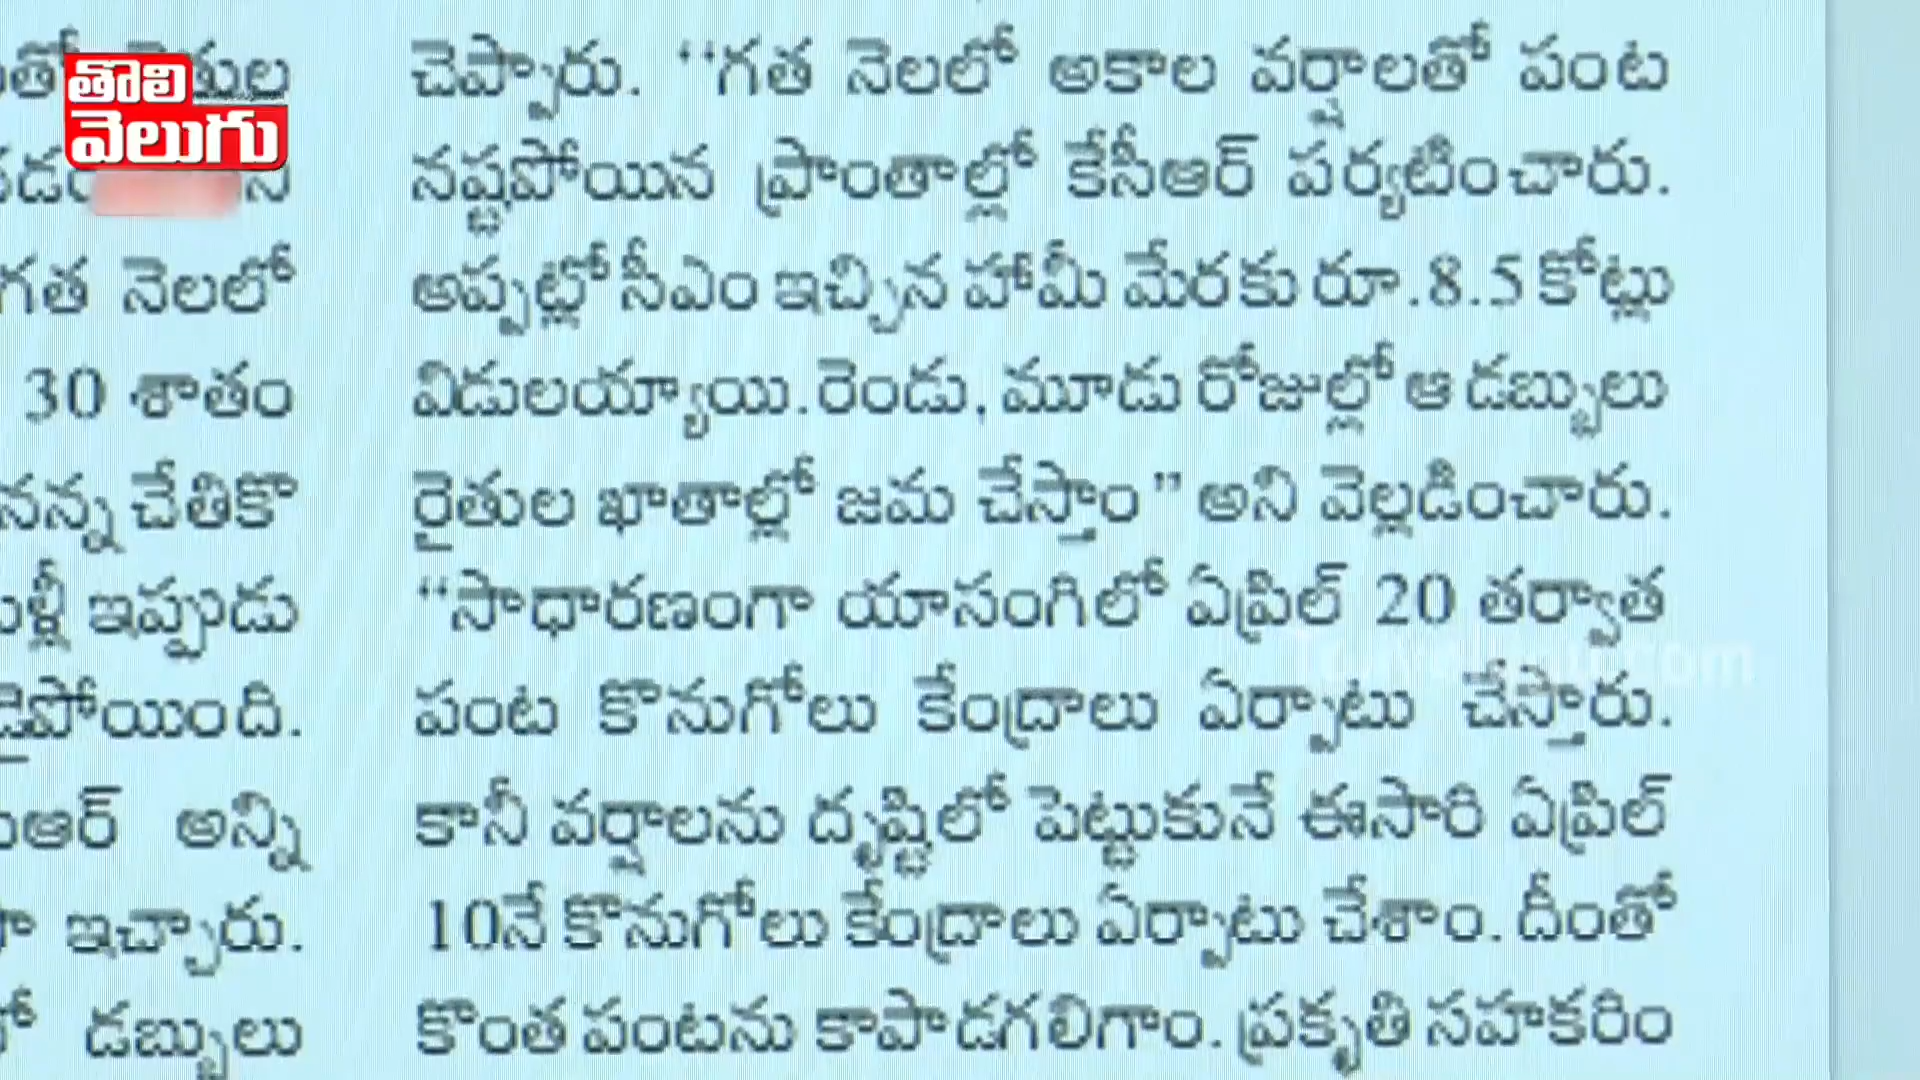 తొలి
వెలుగు
గత నెలలో
30 శాతం
చేతికొ
ఇప్పుడు
అన్ని
ఇచ్చారు.
డబ్బులు
చెప్పారు. ‘‘గత నెలలో అకాల వర్షాలతో పంట
నష్టపోయిన ప్రాంతాల్లో కేసీఆర్ పర్యటించారు.
అప్పట్లో సీఎం ఇచ్చిన హామీ మేరకు రూ.8.5 కోట్లు
విడుదలయ్యాయి. రెండు, మూడు రోజుల్లో ఆ డబ్బులు
రైతుల ఖాతాల్లో జమ చేస్తాం’’ అని వెల్లడించారు.
‘‘సాధారణంగా యాసంగిలో ఏప్రిల్ 20 తర్వాత
పంట కొనుగోలు కేంద్రాలు ఏర్పాటు చేస్తారు.
కానీ వర్షాలను దృష్టిలో పెట్టుకునే ఈసారి ఏప్రిల్
10నే కొనుగోలు కేంద్రాలు ఏర్పాటు చేశాం. దీంతో
కొంత పంటను కాపాడగలిగాం. ప్రకృతి సహకరిం